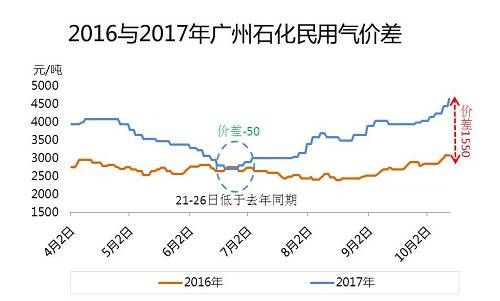 2016与2017年广州石化民用气价差
元/吨
5000
4500
4000
3500
3000
2500
2000
1500
价差-50
价差1550
21-26日低于去年同期
4月2日
5月2日
6月2日
7月2日
8月2日
9月2日
10月2日
2016年
2017年